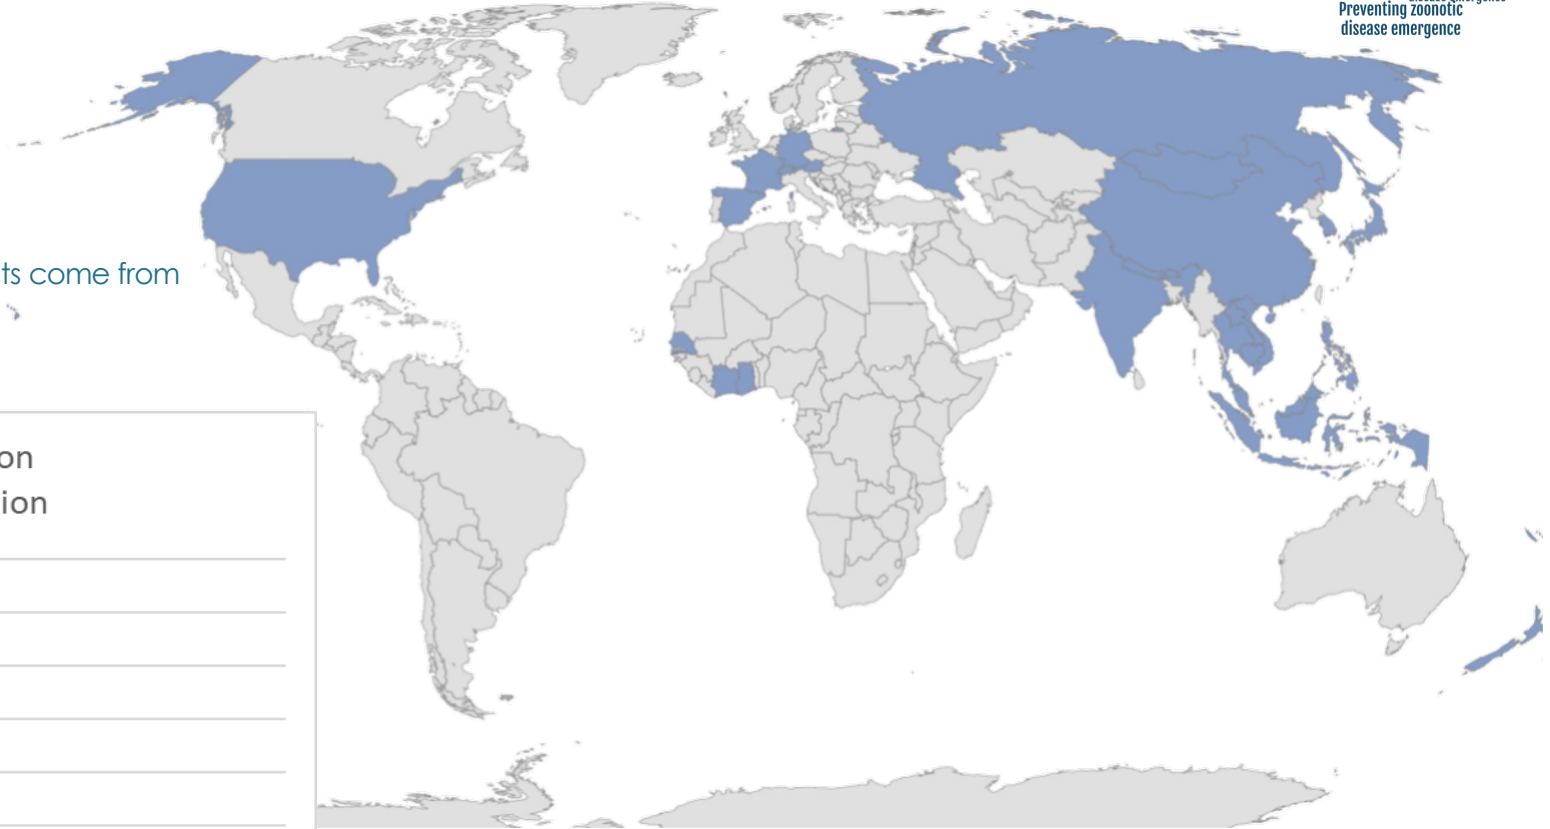 Preventing zoonotic
disease emergence
ts come from
on
ion